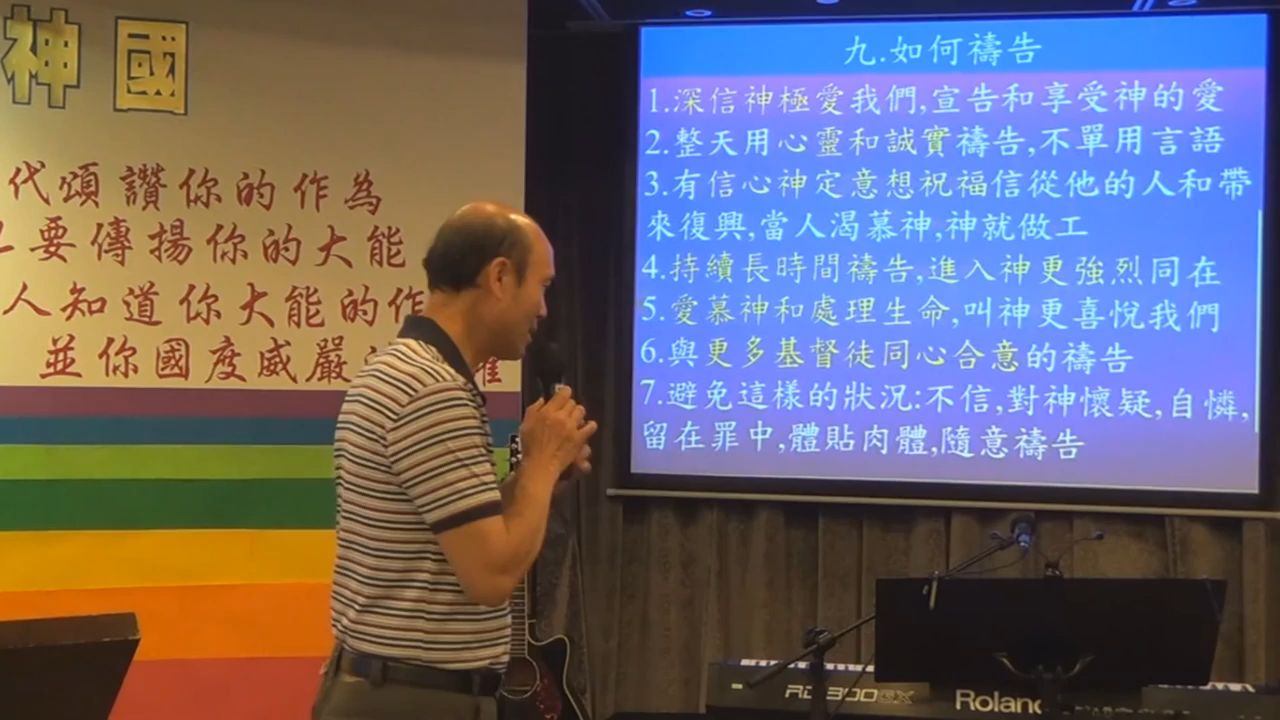 神國
代頌讚你的作為
要傳揚你的大能
人知道你大能的作
並你國度威嚴
九.如何禱告
1.深信神極愛我們,宣告和享受神的愛
2.整天用心靈和誠實禱告,不單用言語
3.有信心神定意想祝福信從他的人和帶
來復興,當人渴慕神,神就做工
4.持續長時間禱告,進入神更強烈同在
5.愛慕神和處理生命,叫神更喜悅我們
6.與更多基督徒同心合意的禱告
7.避免這樣的狀況:不信,對神懷疑,自憐,
留在罪中,體貼肉體,隨意禱告
RD-300GX
Roland